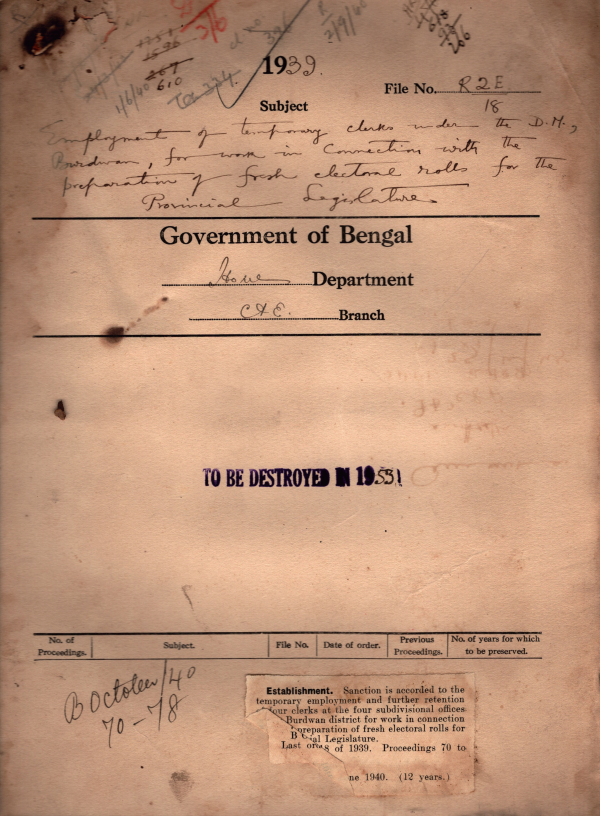 1939.
File No. R2E
18
Subject
Employment of temporary clerks under the D.M.,
Burdwan, for work in Connection with the
preparation of fresh electoral rolls for the
Provincial Legislature
Government of Bengal
Home Department
C&E. Branch
TO BE DESTROYED IN 1953
No. of Proceedings.
Subject.
File No.
Date of order.
Previous Proceedings.
No. of years for which to be preserved.
B October/40
70-78
Establishment. Sanction is accorded to the
temporary employment and further retention
four clerks at the four subdivisional offices
Burdwan district for work in connection
preparation of fresh electoral rolls for
Legislature.
Last of 1939. Proceedings 70 to
ne 1940. (12 years.)